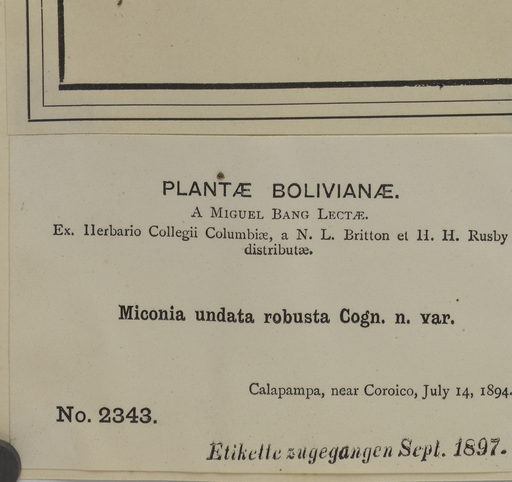 PLANTÆ BOLIVIANÆ.
A MIGUEL BANG LECTÆ.
Ex. Herbario Collegii Columbiæ, a N. L. Britton et H. H. Rusby
distributæ.
Miconia undata robusta Cogn. n. var.
Calapampa, near Coroico, July 14, 1894.
No. 2343.
Etikette zugegangen Sept. 1897.